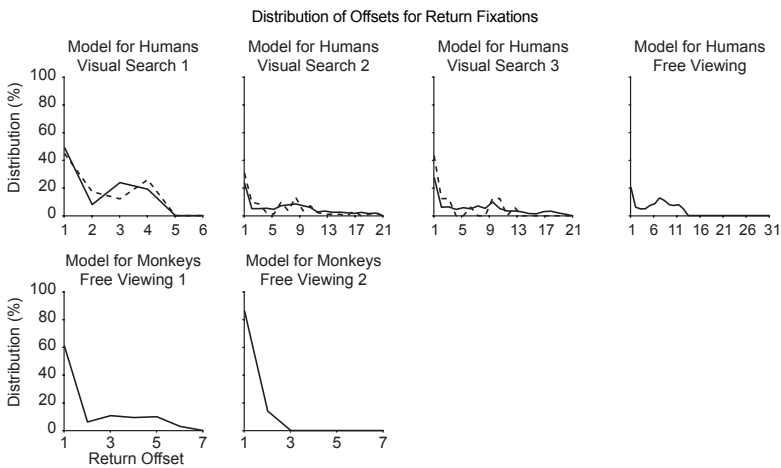 Distribution of Offsets for Return Fixations
Model for Humans
Visual Search 1
Model for Humans
Visual Search 2
Model for Humans
Visual Search 3
Model for Humans
Free Viewing
Distribution (%)
100
80
60
40
20
0
1 2 3 4 5 6
1 5 9 13 17 21
1 5 9 13 17 21
1 6 11 16 21 26 31
Model for Monkeys
Free Viewing 1
Model for Monkeys
Free Viewing 2
Distribution (%)
100
80
60
40
20
0
1 3 5 7
1 3 5 7
Return Offset